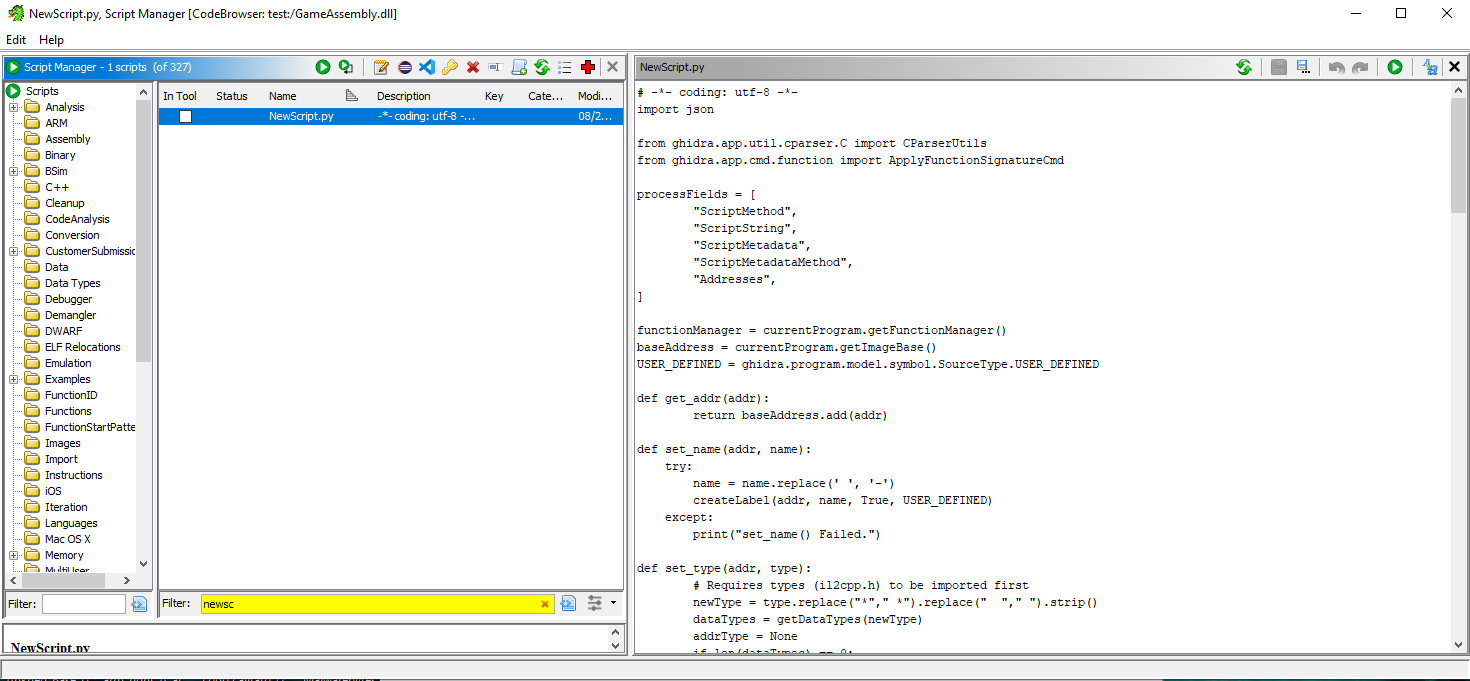 NewScript.py, Script Manager [CodeBrowser: test:/GameAssembly.dll]
Edit Help
Script Manager - 1 scripts (of 327)
Scripts
Analysis
ARM
Assembly
Binary
BSim
C++
Cleanup
CodeAnalysis
Conversion
CustomerSubmissio
Data
Data Types
Debugger
Demangler
DWARF
ELF Relocations
Emulation
Examples
FunctionID
Functions
FunctionStartPatte
Images
Import
Instructions
iOS
Iteration
Languages
Mac OS X
Memory
MultiUser
Filter:
In Tool Status Name Description Key Cate... Modi...
NewScript.py -*- coding: utf-8 -*... 08/2...
Filter: newsc
NewScript.py
NewScript.py
# -*- coding: utf-8 -*-
import json
from ghidra.app.util.cparser.C import CParserUtils
from ghidra.app.cmd.function import ApplyFunctionSignatureCmd
processFields = [
"ScriptMethod",
"ScriptString",
"ScriptMetadata",
"ScriptMetadataMethod",
"Addresses",
]
functionManager = currentProgram.getFunctionManager()
baseAddress = currentProgram.getImageBase()
USER_DEFINED = ghidra.program.model.symbol.SourceType.USER_DEFINED
def get_addr(addr):
return baseAddress.add(addr)
def set_name(addr, name):
try:
name = name.replace(' ', '-')
createLabel(addr, name, True, USER_DEFINED)
except:
print("set_name() Failed.")
def set_type(addr, type):
# Requires types (il2cpp.h) to be imported first
newType = type.replace("*"," *").replace("  "," ").strip()
dataTypes = getDataTypes(newType)
addrType = None
if len(dataTypes) == 0: